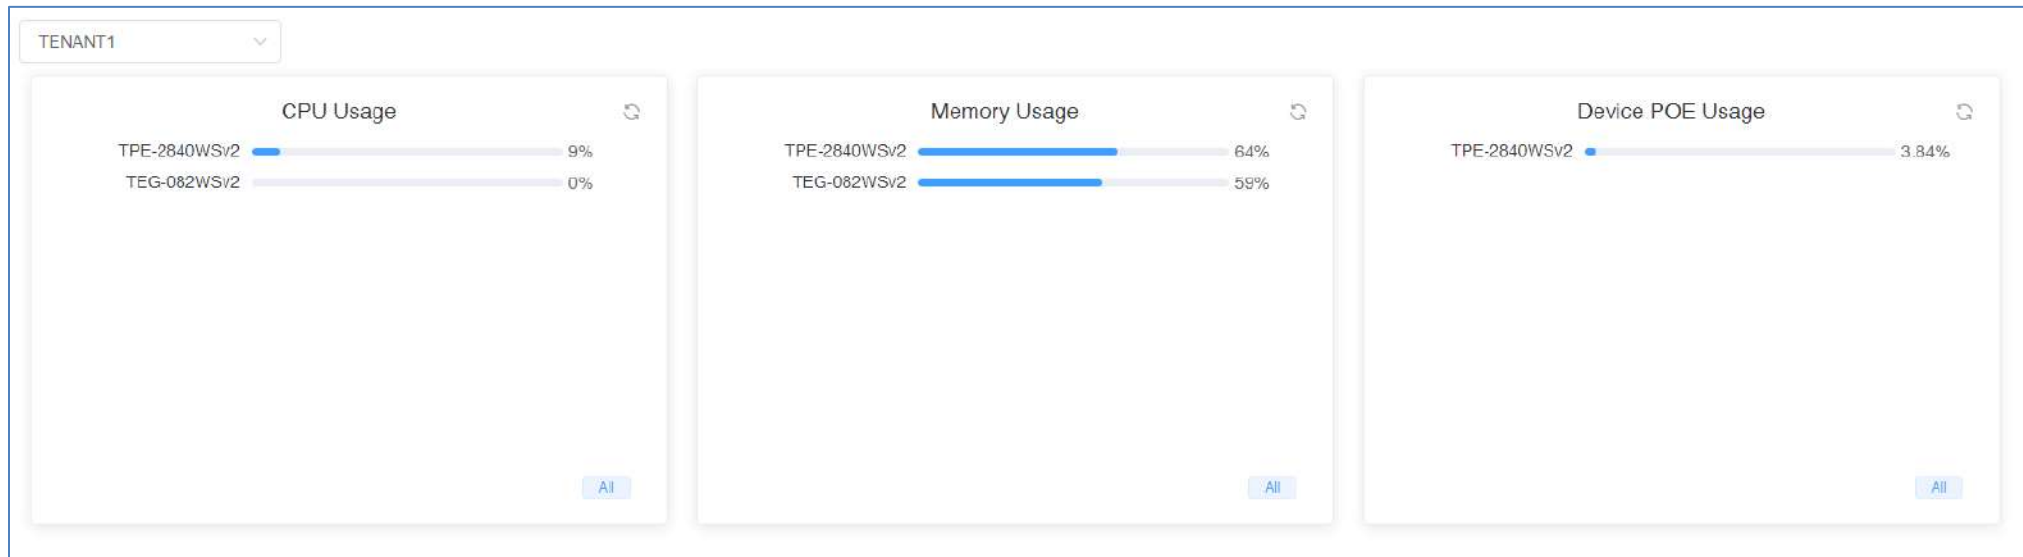 TENANT1
CPU Usage
TPE-2840WSv2 9%
TEG-082WSv2 0%
All
Memory Usage
TPE-2840WSv2 64%
TEG-082WSv2 59%
All
Device POE Usage
TPE-2840WSv2 3.84%
All